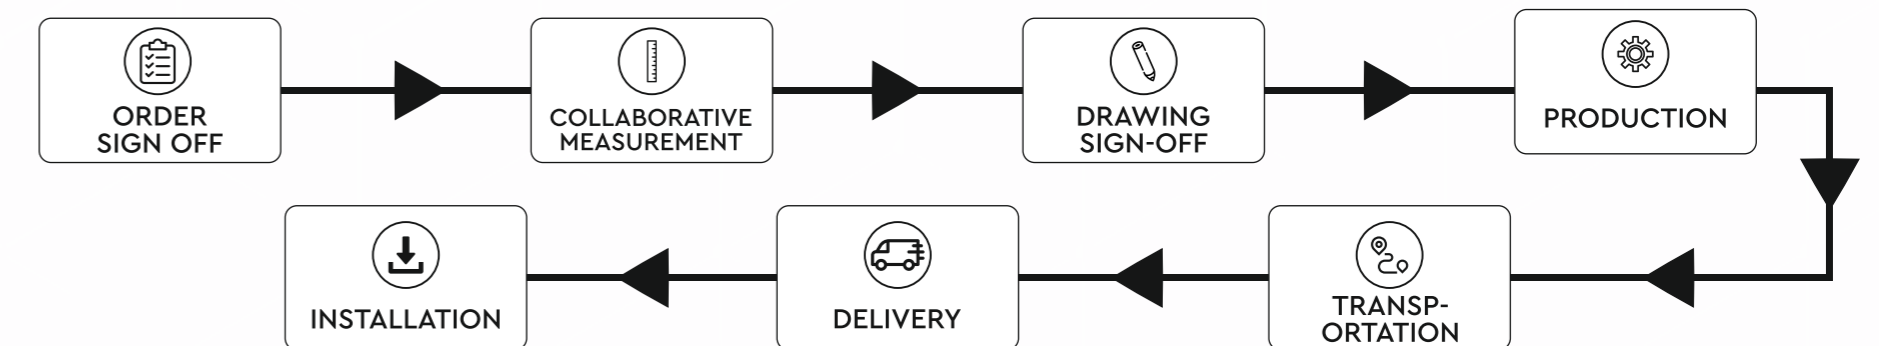 ORDER
SIGN OFF
COLLABORATIVE
MEASUREMENT
DRAWING
SIGN-OFF
PRODUCTION
TRANSP-
ORTATION
DELIVERY
INSTALLATION